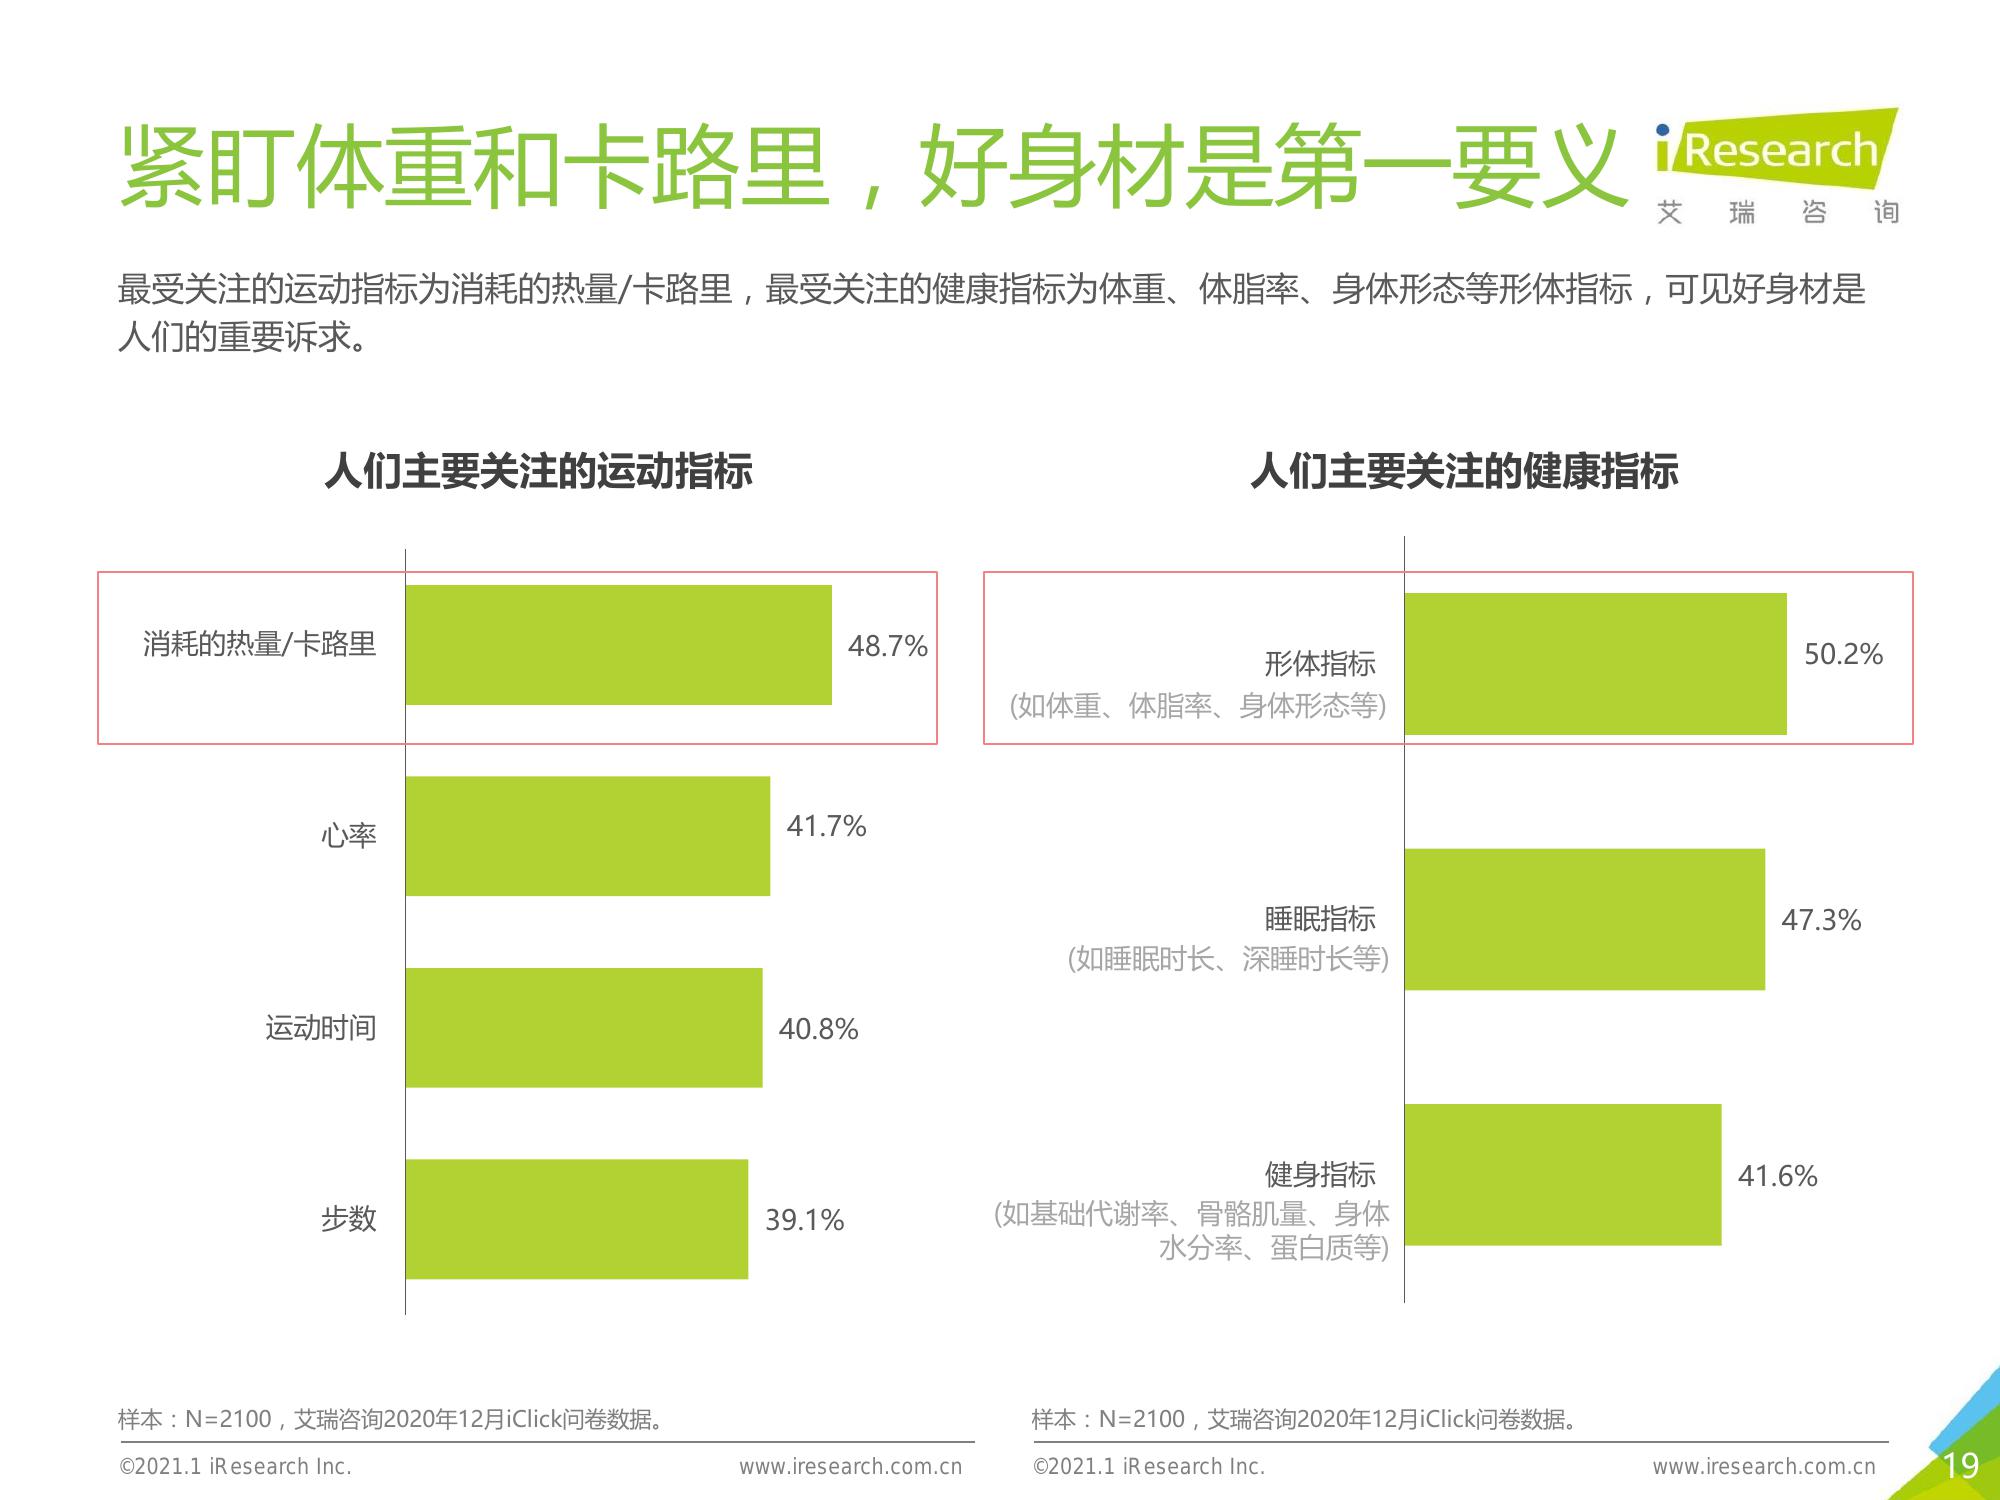 紧盯体重和卡路里，好身材是第一要义
iResearch
艾瑞咨询
最受关注的运动指标为消耗的热量/卡路里，最受关注的健康指标为体重、体脂率、身体形态等形体指标，可见好身材是
人们的重要诉求。
人们主要关注的运动指标
消耗的热量/卡路里
48.7%
心率
41.7%
运动时间
40.8%
步数
39.1%
人们主要关注的健康指标
形体指标
(如体重、体脂率、身体形态等)
50.2%
睡眠指标
(如睡眠时长、深睡时长等)
47.3%
健身指标
(如基础代谢率、骨骼肌量、身体
水分率、蛋白质等)
41.6%
样本：N=2100，艾瑞咨询2020年12月iClick问卷数据。
样本：N=2100，艾瑞咨询2020年12月iClick问卷数据。
©2021.1 iResearch Inc.
www.iresearch.com.cn
©2021.1 iResearch Inc.
www.iresearch.com.cn
19